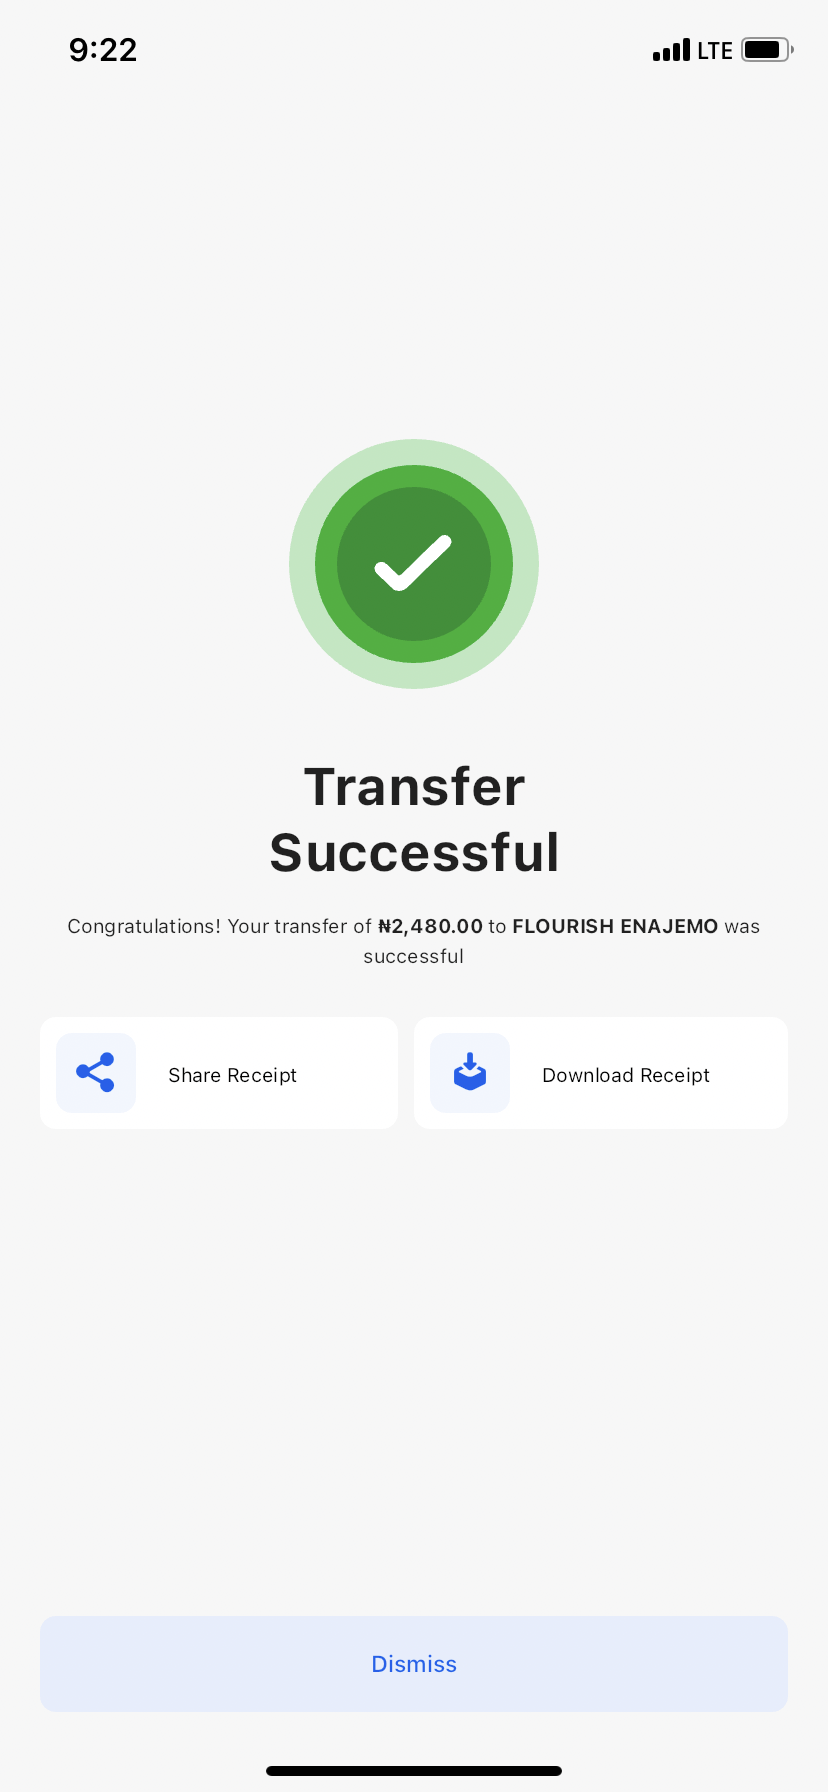 9:22
LTE
Transfer
Successful
Congratulations! Your transfer of ₦2,480.00 to FLOURISH ENAJEMO was
successful
Share Receipt
Download Receipt
Dismiss